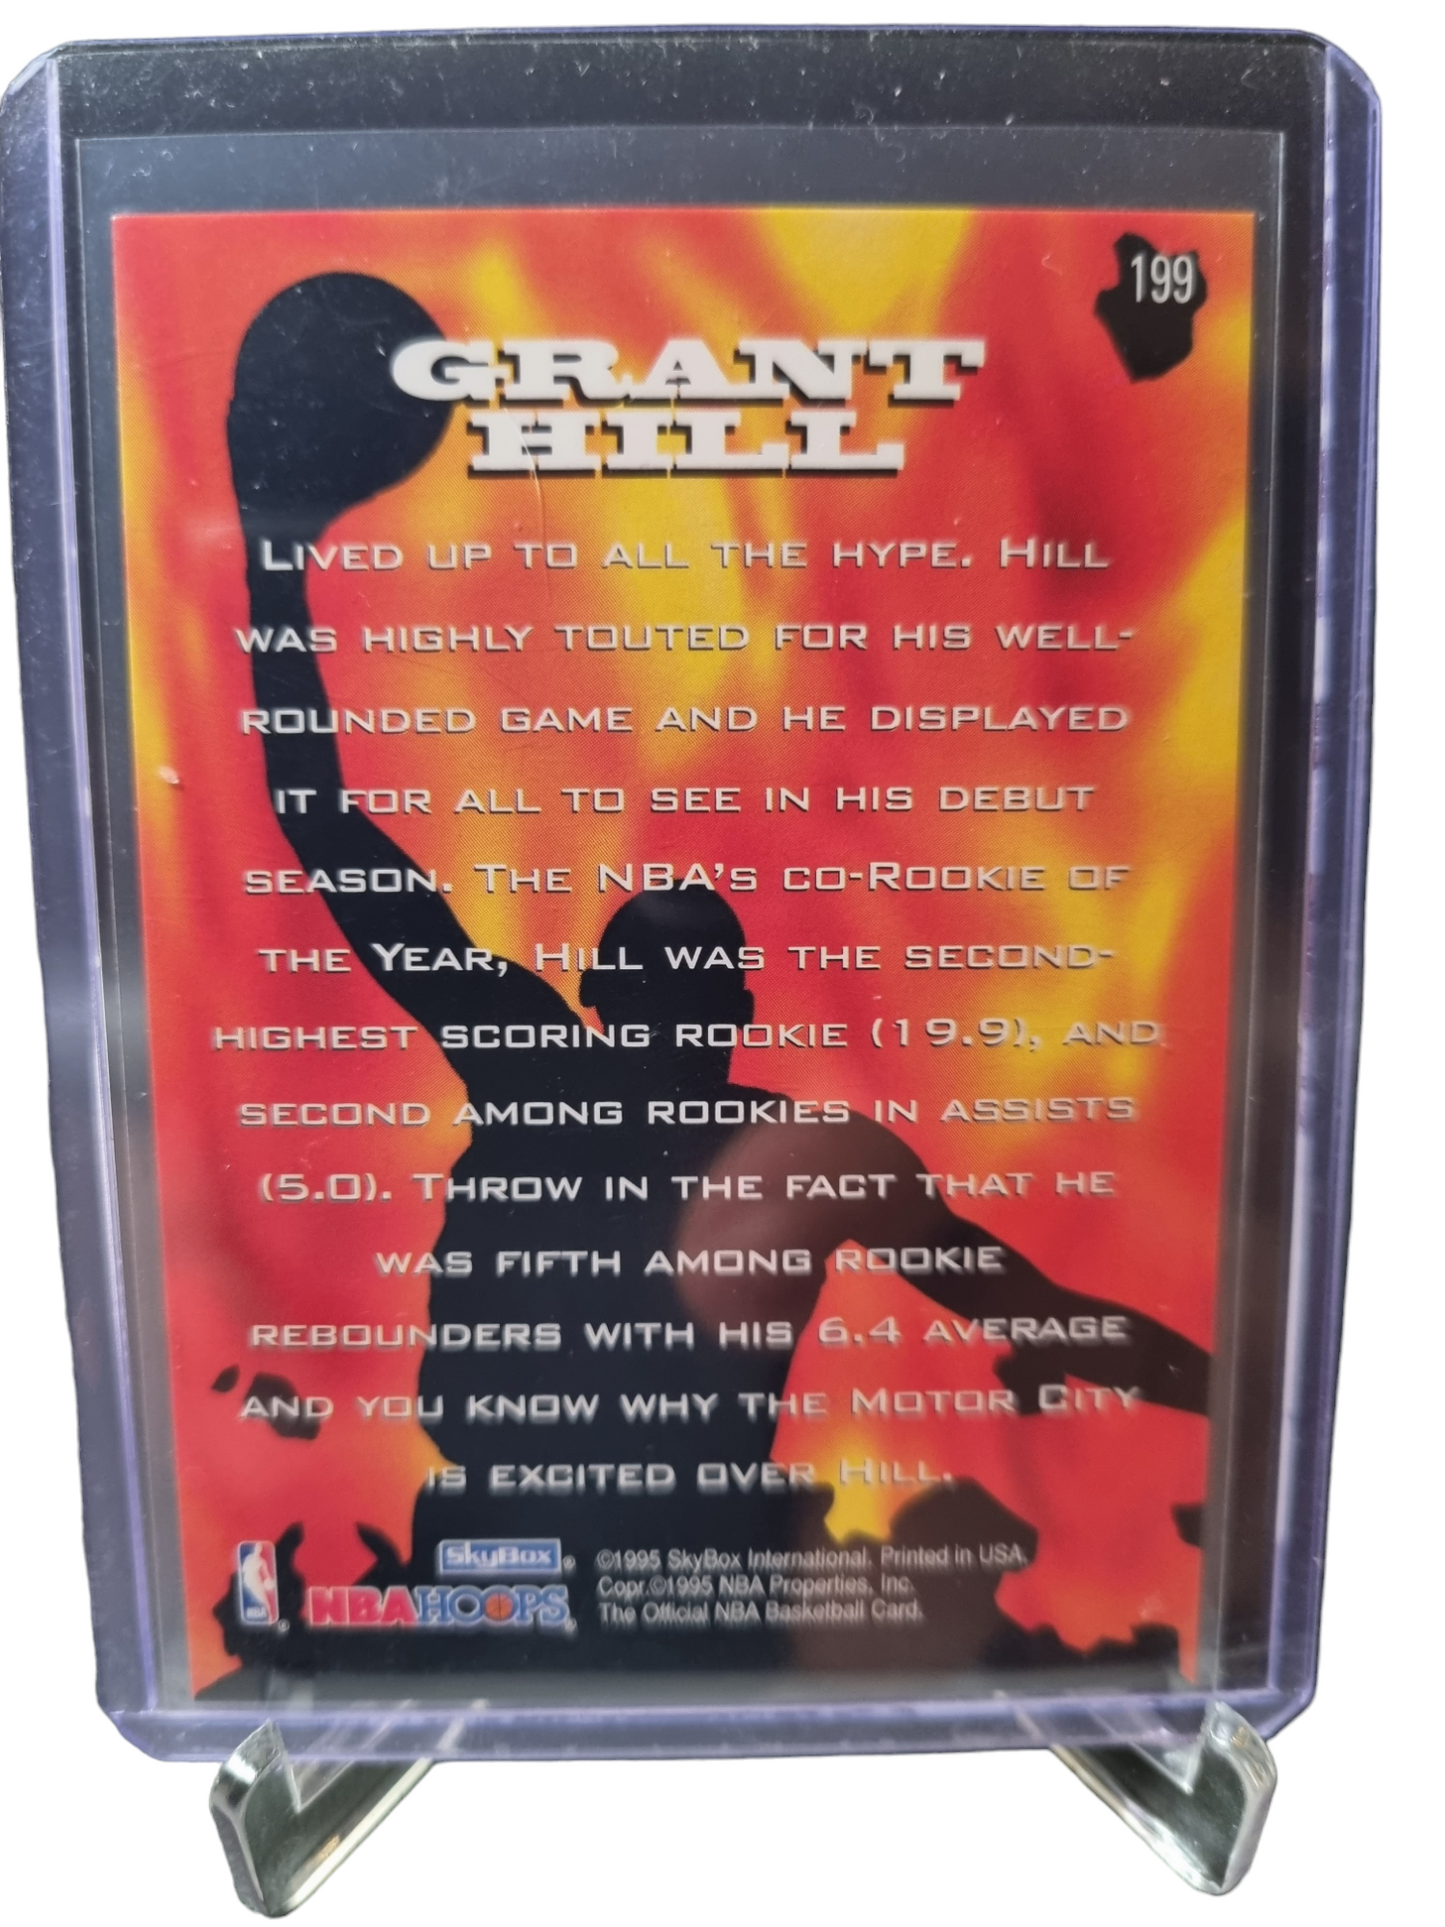 199
GRANT
HILL
LIVED UP TO ALL THE HYPE. HILL
WAS HIGHLY TOUTED FOR HIS WELL-
ROUNDED GAME AND HE DISPLAYED
IT FOR ALL TO SEE IN HIS DEBUT
SEASON. THE NBA'S CO-ROOKIE OF
THE YEAR, HILL WAS THE SECOND-
HIGHEST SCORING ROOKIE (19.9), AND
SECOND AMONG ROOKIES IN ASSISTS
(5.0). THROW IN THE FACT THAT HE
WAS FIFTH AMONG ROOKIE
REBOUNDERS WITH HIS 6.4 AVERAGE
AND YOU KNOW WHY THE MOTOR CITY
IS EXCITED OVER HILL.
SkyBox®
NBA HOOPS®
NBA®
©1995 SkyBox International. Printed in USA.
Copr.©1995 NBA Properties, Inc.
The Official NBA Basketball Card.